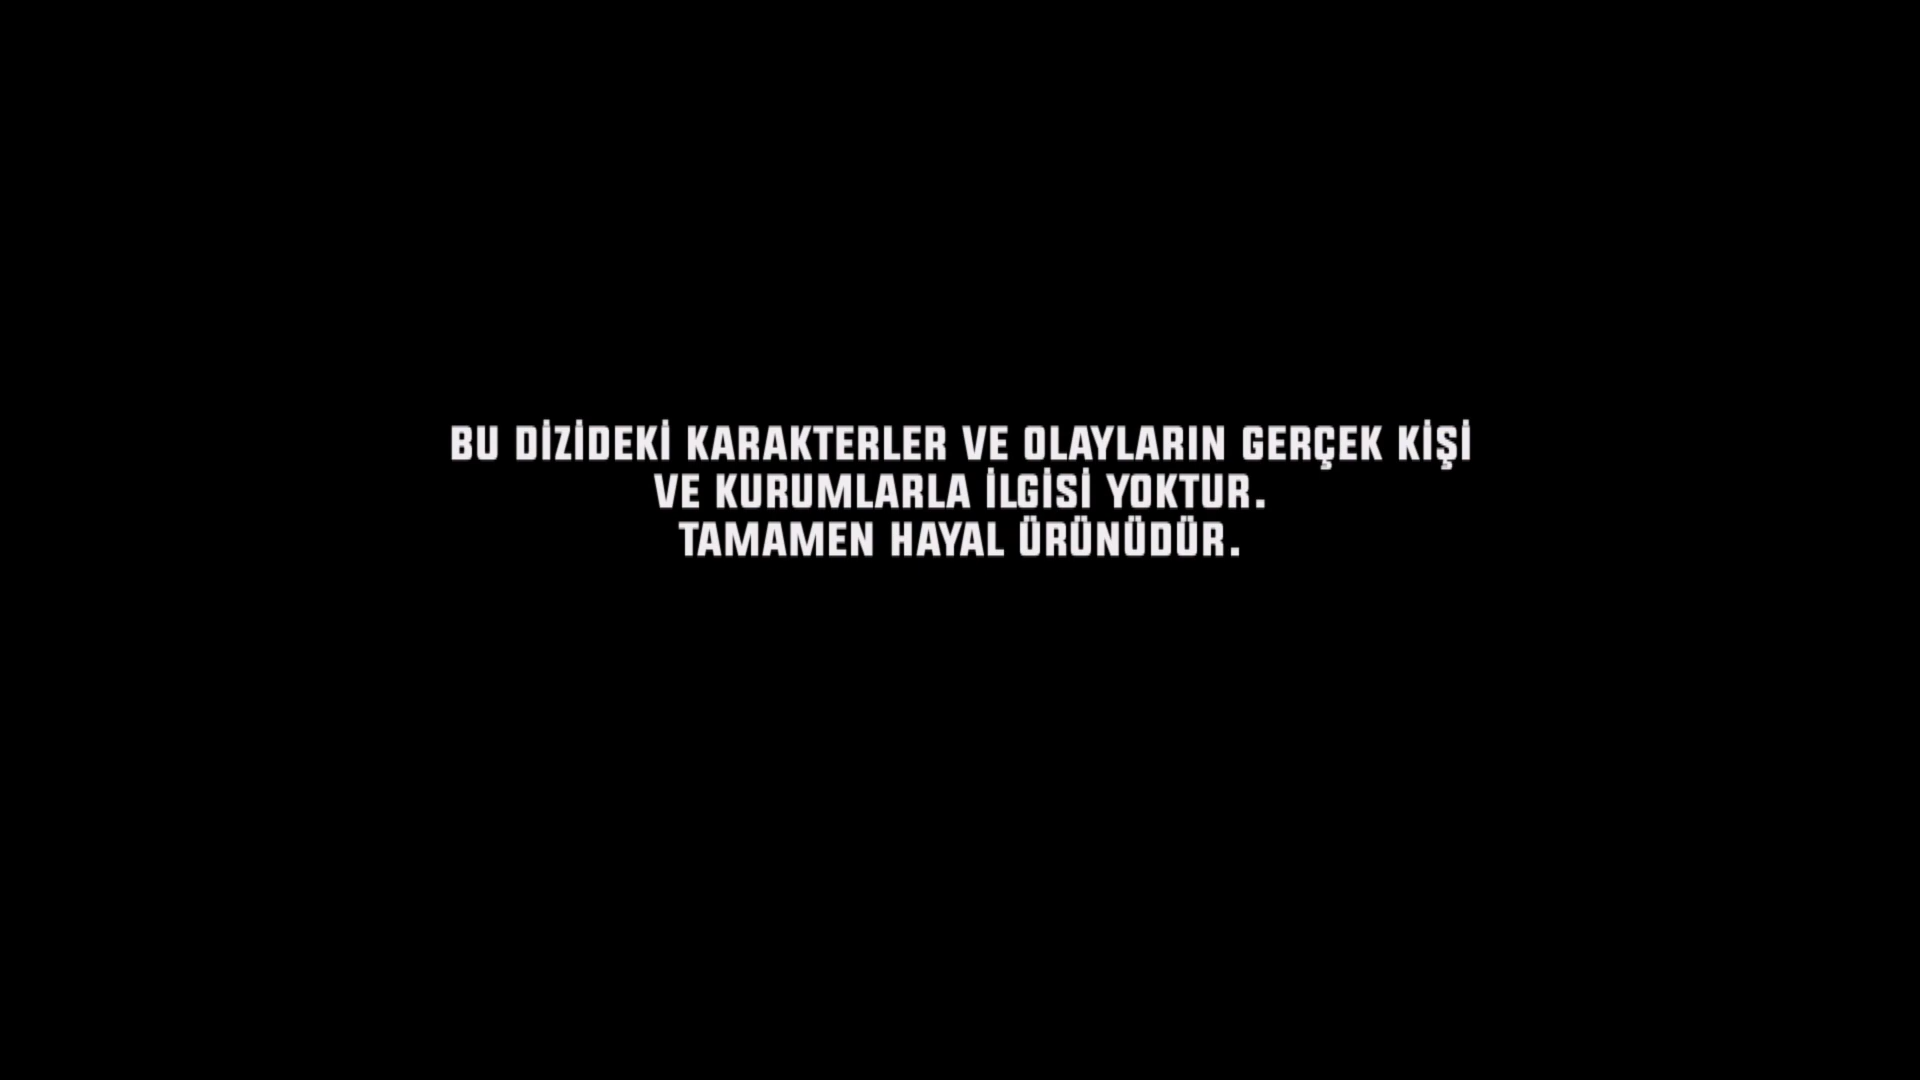 BU DİZİDEKİ KARAKTERLER VE OLAYLARIN GERÇEK KİŞİ
VE KURUMLARLA İLGİSİ YOKTUR.
TAMAMEN HAYAL ÜRÜNÜDÜR.